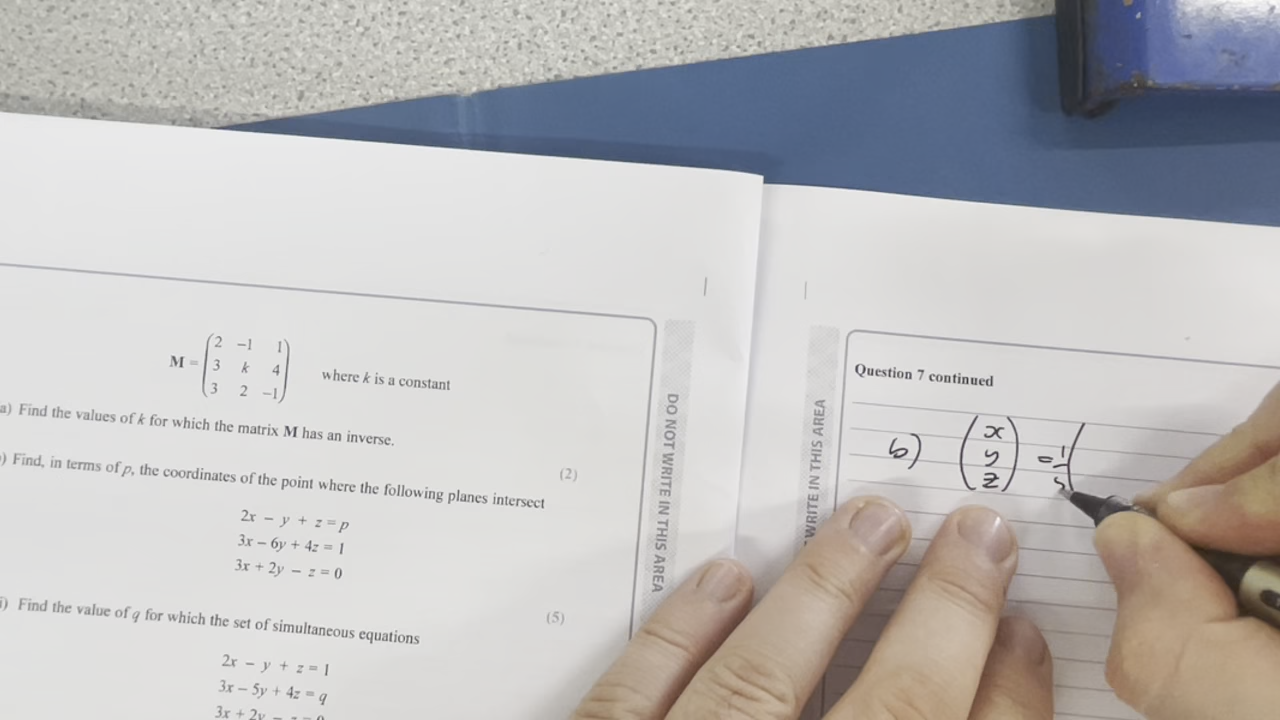 M = (2 -1 1
3 k 4
3 2 -1) where k is a constant
a) Find the values of k for which the matrix M has an inverse.
(2)
) Find, in terms of p, the coordinates of the point where the following planes intersect
2x - y + z = p
3x - 6y + 4z = 1
3x + 2y - z = 0
(5)
i) Find the value of q for which the set of simultaneous equations
2x - y + z = 1
3x - 5y + 4z = q
3x + 2y - z = 0
DO NOT WRITE IN THIS AREA
WRITE IN THIS AREA
Question 7 continued
b) (x
y
z) = 1/5 (